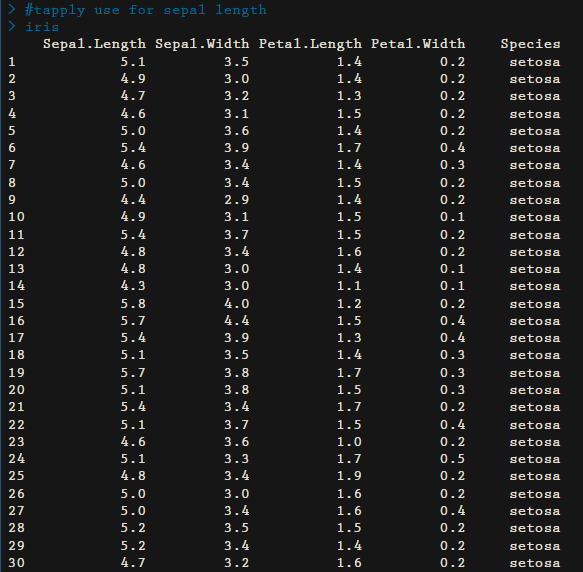 > #tapply use for sepal length
> iris
Sepal.Length Sepal.Width Petal.Length Petal.Width Species
1 5.1 3.5 1.4 0.2 setosa
2 4.9 3.0 1.4 0.2 setosa
3 4.7 3.2 1.3 0.2 setosa
4 4.6 3.1 1.5 0.2 setosa
5 5.0 3.6 1.4 0.2 setosa
6 5.4 3.9 1.7 0.4 setosa
7 4.6 3.4 1.4 0.3 setosa
8 5.0 3.4 1.5 0.2 setosa
9 4.4 2.9 1.4 0.2 setosa
10 4.9 3.1 1.5 0.1 setosa
11 5.4 3.7 1.5 0.2 setosa
12 4.8 3.4 1.6 0.2 setosa
13 4.8 3.0 1.4 0.1 setosa
14 4.3 3.0 1.1 0.1 setosa
15 5.8 4.0 1.2 0.2 setosa
16 5.7 4.4 1.5 0.4 setosa
17 5.4 3.9 1.3 0.4 setosa
18 5.1 3.5 1.4 0.3 setosa
19 5.7 3.8 1.7 0.3 setosa
20 5.1 3.8 1.5 0.3 setosa
21 5.4 3.4 1.7 0.2 setosa
22 5.1 3.7 1.5 0.4 setosa
23 4.6 3.6 1.0 0.2 setosa
24 5.1 3.3 1.7 0.5 setosa
25 4.8 3.4 1.9 0.2 setosa
26 5.0 3.0 1.6 0.2 setosa
27 5.0 3.4 1.6 0.4 setosa
28 5.2 3.5 1.5 0.2 setosa
29 5.2 3.4 1.4 0.2 setosa
30 4.7 3.2 1.6 0.2 setosa